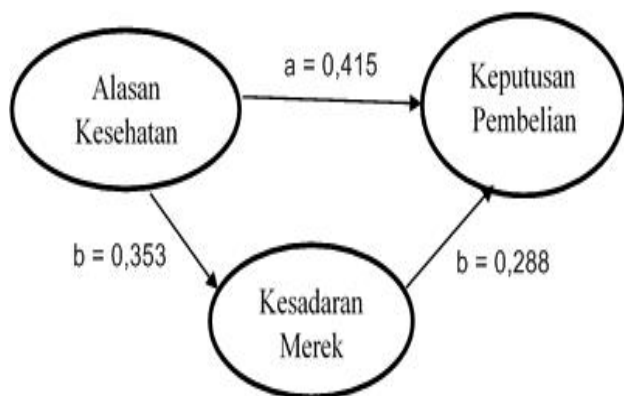 Alasan
Kesehatan
a = 0,415
Keputusan
Pembelian
b = 0,353
b = 0,288
Kesadaran
Merek